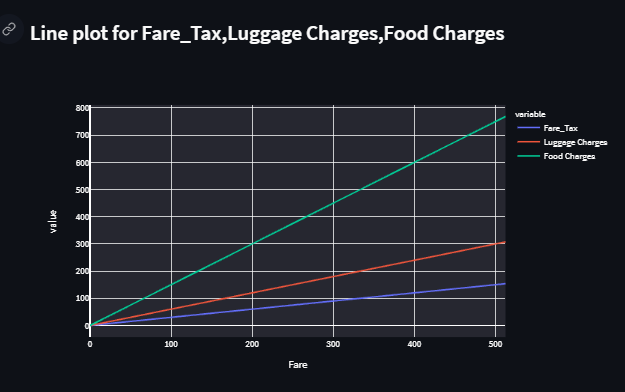 Line plot for Fare_Tax,Luggage Charges,Food Charges
800
700
600
500
400
300
200
100
0
value
0 100 200 300 400 500
Fare
variable
Fare_Tax
Luggage Charges
Food Charges